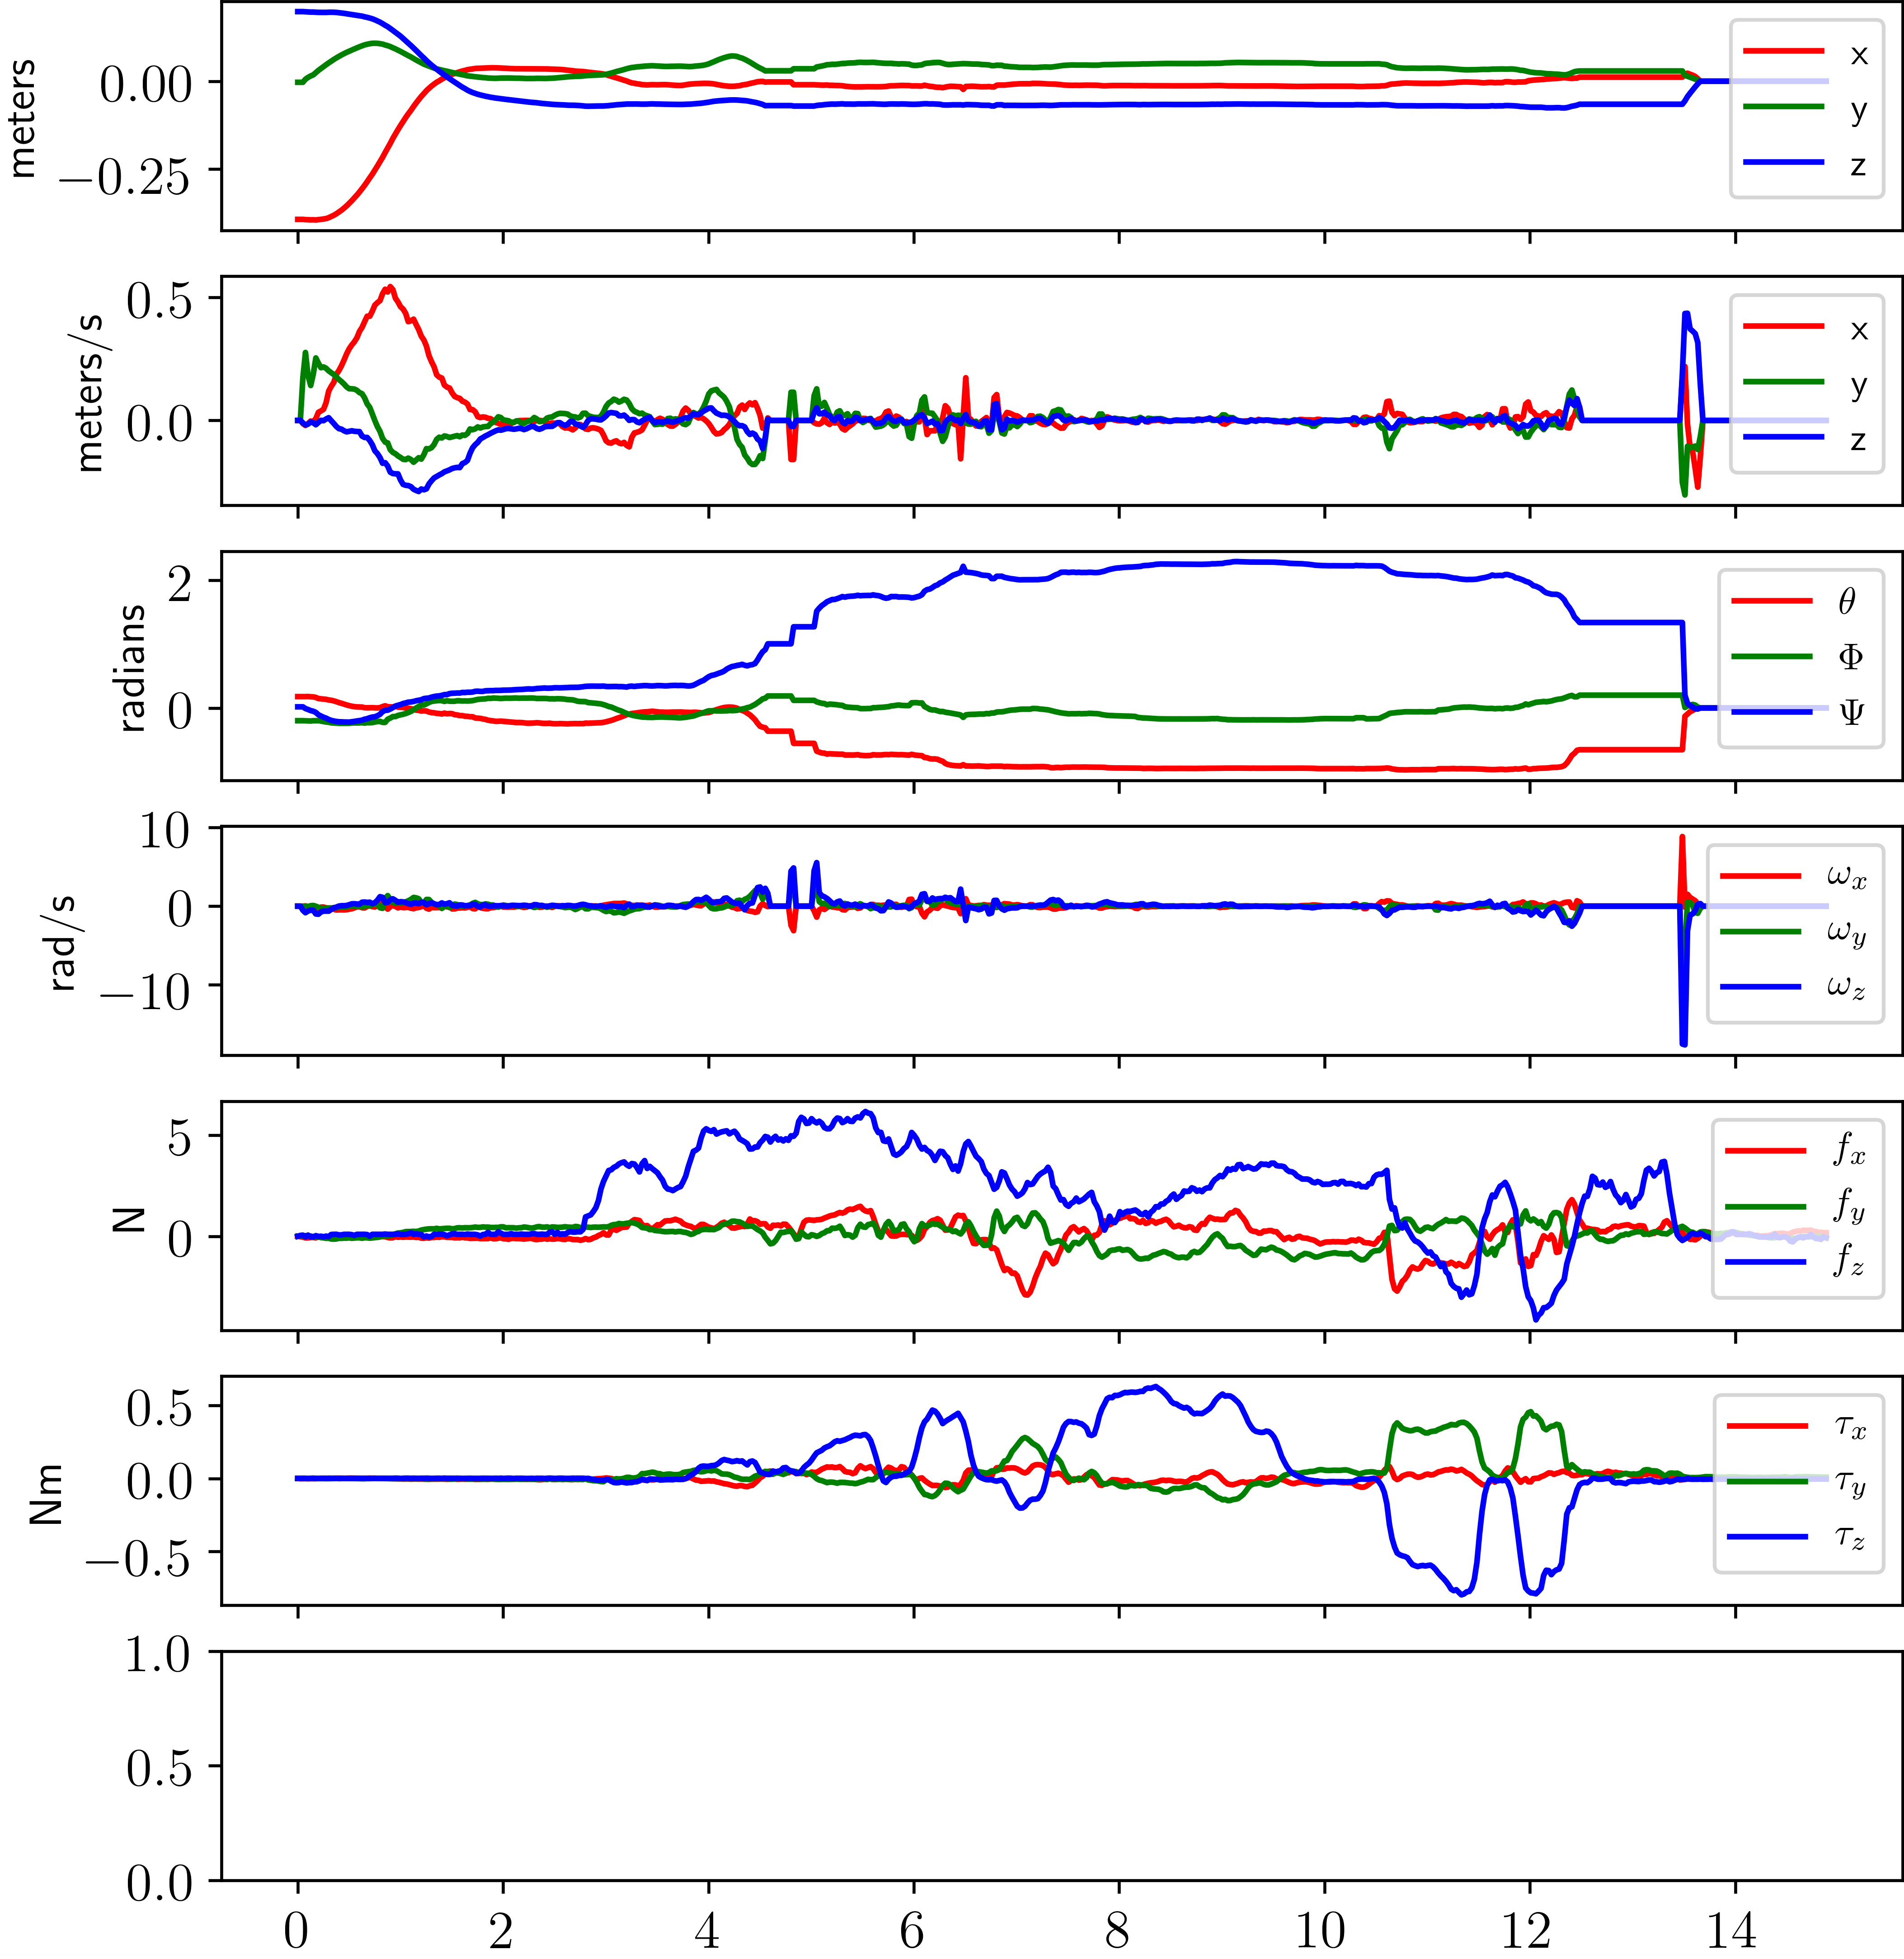 meters
0.00
−0.25
x
y
z
meters/s
0.5
0.0
x
y
z
radians
2
0
θ
Φ
Ψ
rad/s
10
0
−10
ωx
ωy
ωz
N
5
0
fx
fy
fz
Nm
0.5
0.0
−0.5
τx
τy
τz
1.0
0.5
0.0
0 2 4 6 8 10 12 14